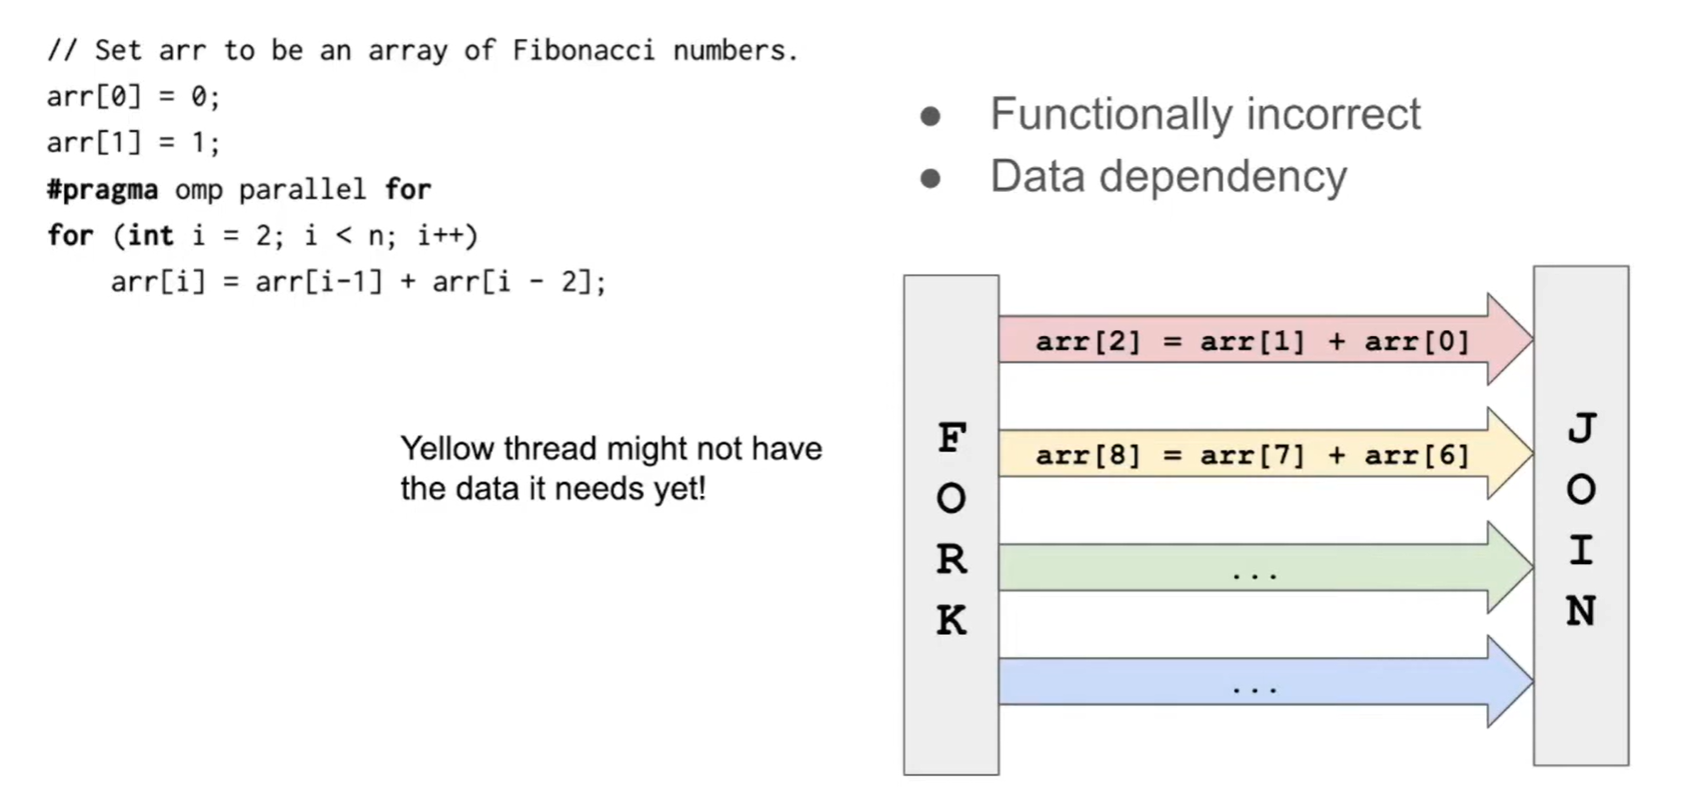 // Set arr to be an array of Fibonacci numbers.
arr[0] = 0;
arr[1] = 1;
#pragma omp parallel for
for (int i = 2; i < n; i++)
    arr[i] = arr[i-1] + arr[i - 2];
● Functionally incorrect
● Data dependency
Yellow thread might not have
the data it needs yet!
F
O
R
K
arr[2] = arr[1] + arr[0]
arr[8] = arr[7] + arr[6]
...
...
J
O
I
N